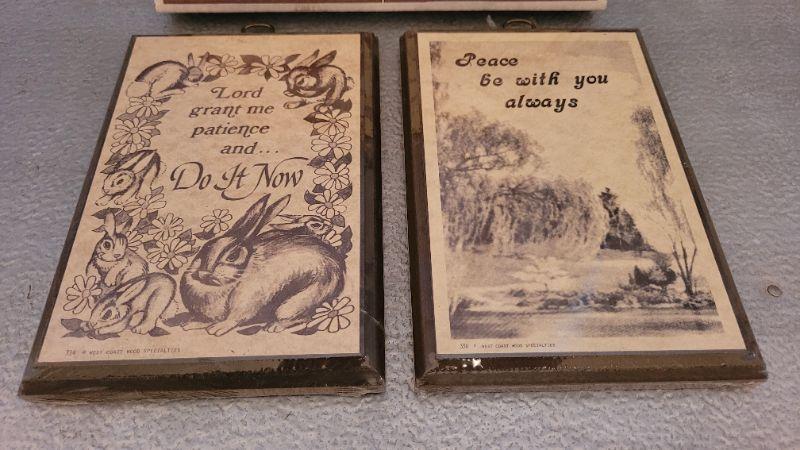 Lord
grant me
patience
and...
Do It Now
© WEST COAST WOOD SPECIALTIES
Peace
be with you
always
WEST COAST WOOD SPECIALTIES